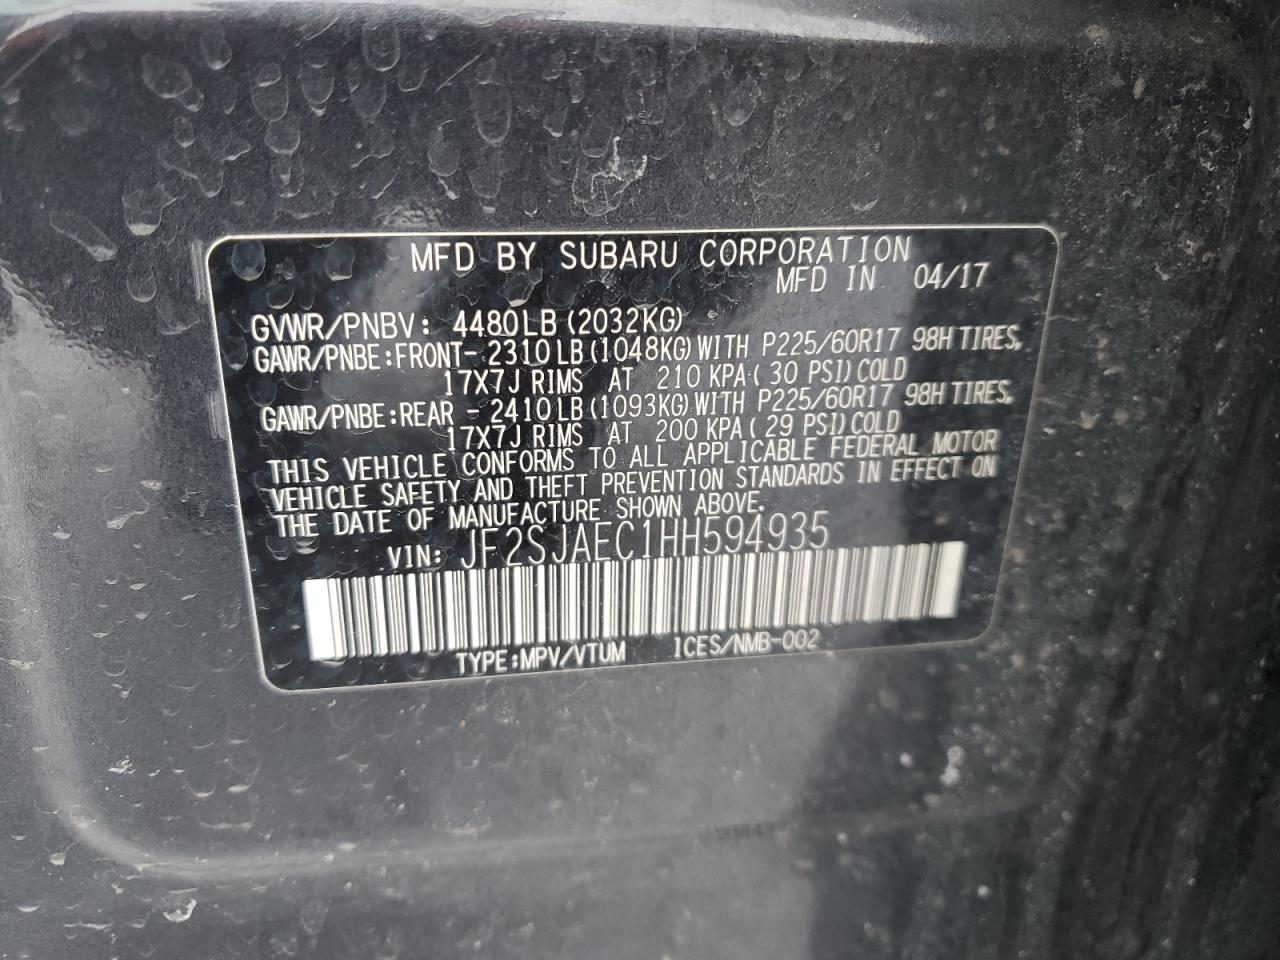 MFD BY SUBARU CORPORATION
MFD IN 04/17
GVWR/PNBV: 4480LB (2032KG)
GAWR/PNBE:FRONT- 2310 LB (1048KG) WITH P225/60R17 98H TIRES,
17X7J RIMS AT 210 KPA ( 30 PSI) COLD
GAWR/PNBE:REAR - 2410 LB (1093KG) WITH P225/60R17 98H TIRES,
17X7J RIMS AT 200 KPA ( 29 PSI) COLD
THIS VEHICLE CONFORMS TO ALL APPLICABLE FEDERAL MOTOR
VEHICLE SAFETY AND THEFT PREVENTION STANDARDS IN EFFECT ON
THE DATE OF MANUFACTURE SHOWN ABOVE.
VIN: JF2SJAEC1HH594935
TYPE:MPV/VTUM ICES/NMB-002